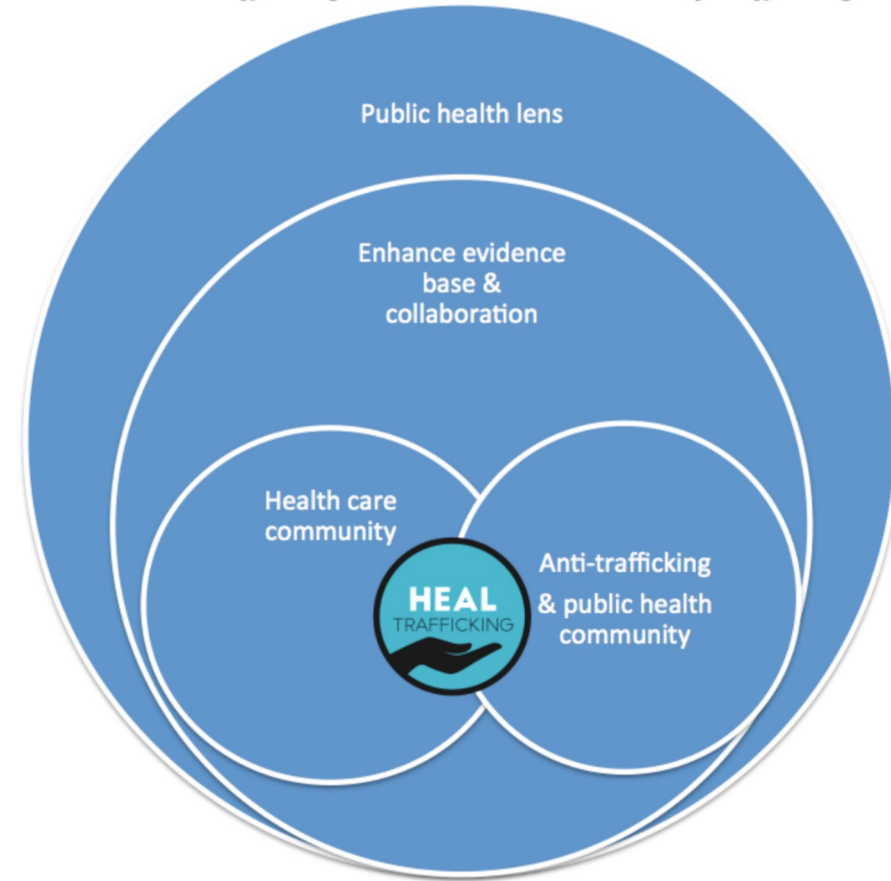 Public health lens
Enhance evidence
base &
collaboration
Health care
community
Anti-trafficking
& public health
community
HEAL
TRAFFICKING